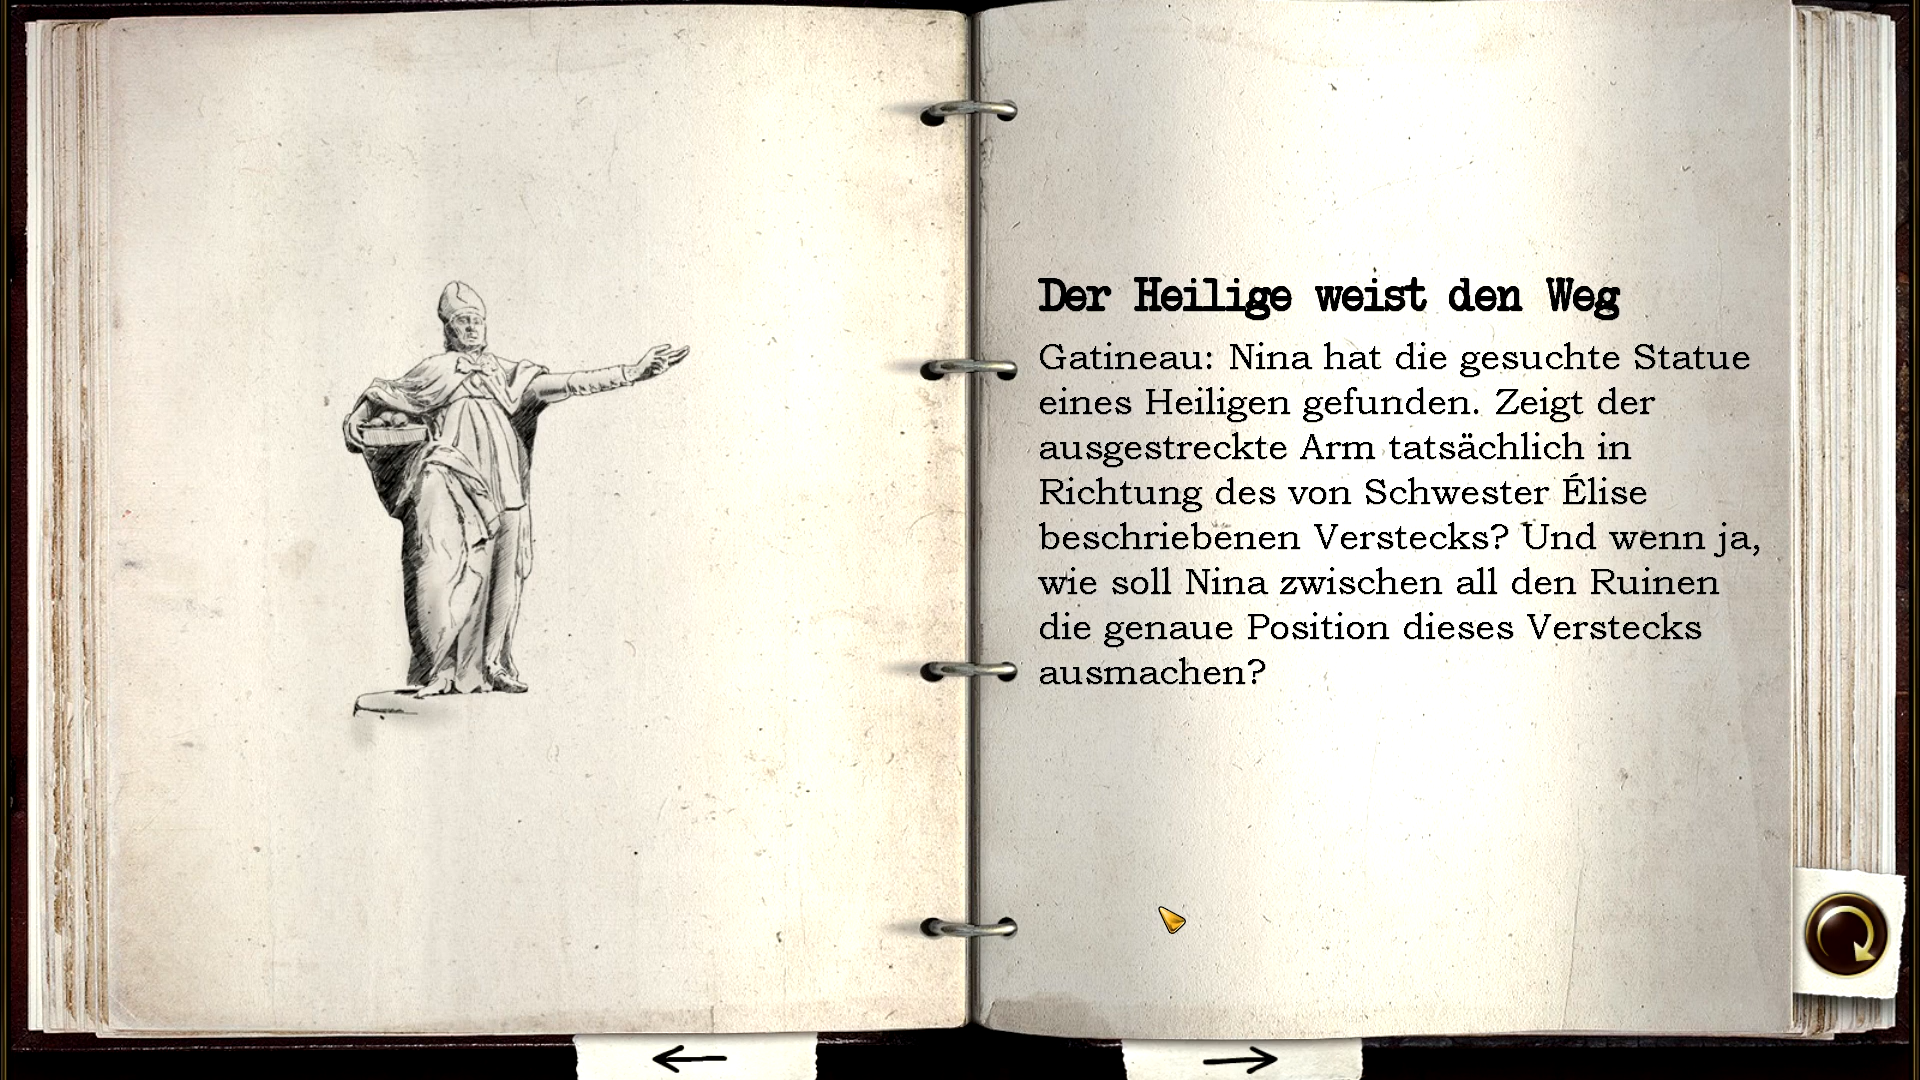 Der Heilige weist den Weg
Gatineau: Nina hat die gesuchte Statue
eines Heiligen gefunden. Zeigt der
ausgestreckte Arm tatsächlich in
Richtung des von Schwester Élise
beschriebenen Verstecks? Und wenn ja,
wie soll Nina zwischen all den Ruinen
die genaue Position dieses Verstecks
ausmachen?